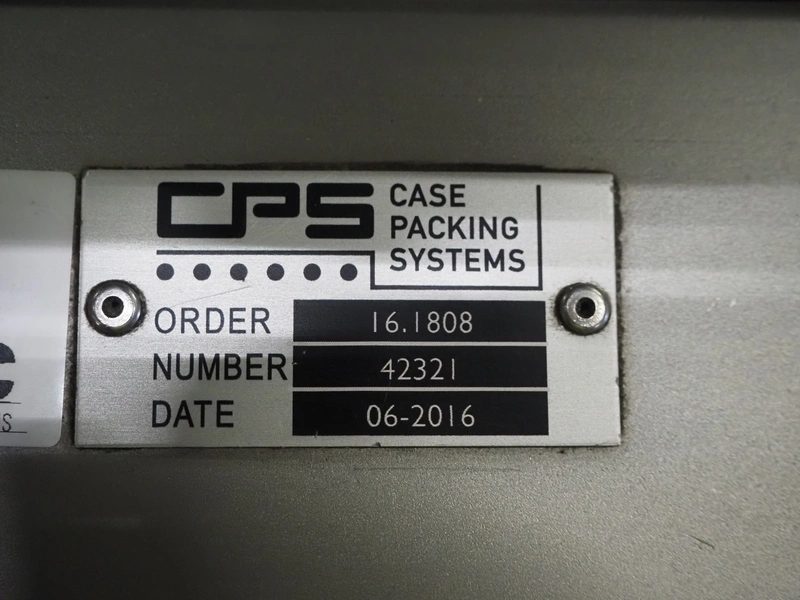 CPS CASE
PACKING
SYSTEMS
ORDER 16.1808
NUMBER 42321
DATE 06-2016